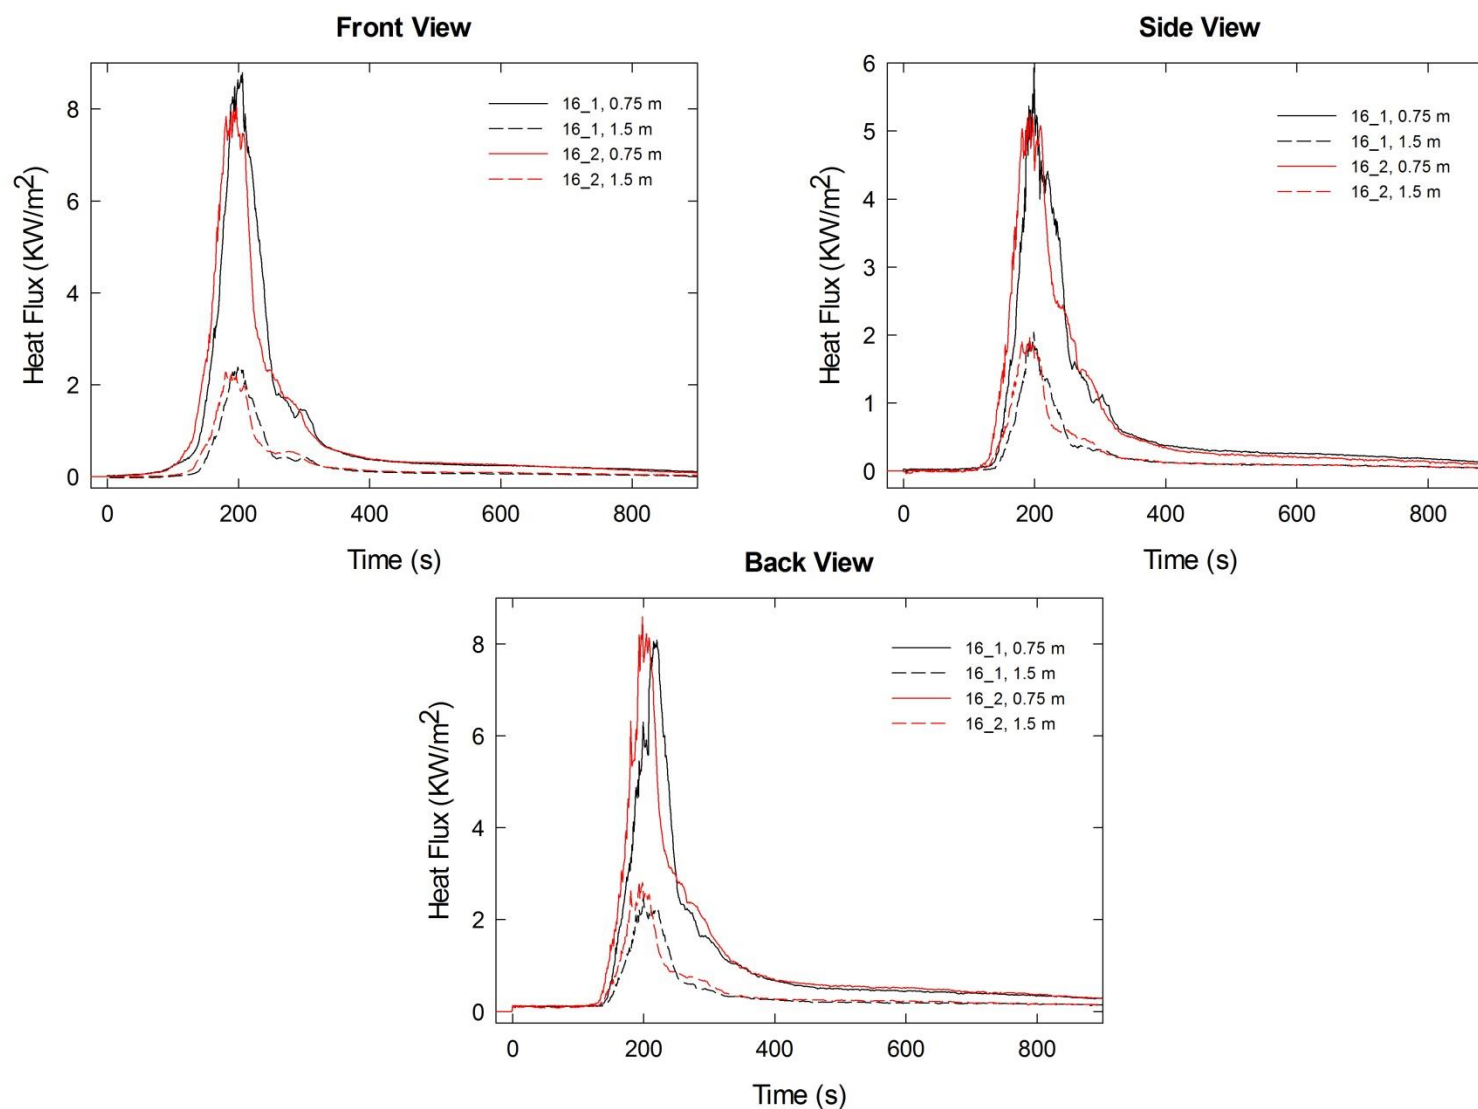 Front View
8
6
4
2
0
Heat Flux (KW/m²)
16_1, 0.75 m
16_1, 1.5 m
16_2, 0.75 m
16_2, 1.5 m
0 200 400 600 800
Time (s)
Side View
6
5
4
3
2
1
0
Heat Flux (KW/m²)
16_1, 0.75 m
16_1, 1.5 m
16_2, 0.75 m
16_2, 1.5 m
0 200 400 600 800
Time (s)
Back View
8
6
4
2
0
Heat Flux (KW/m²)
16_1, 0.75 m
16_1, 1.5 m
16_2, 0.75 m
16_2, 1.5 m
0 200 400 600 800
Time (s)